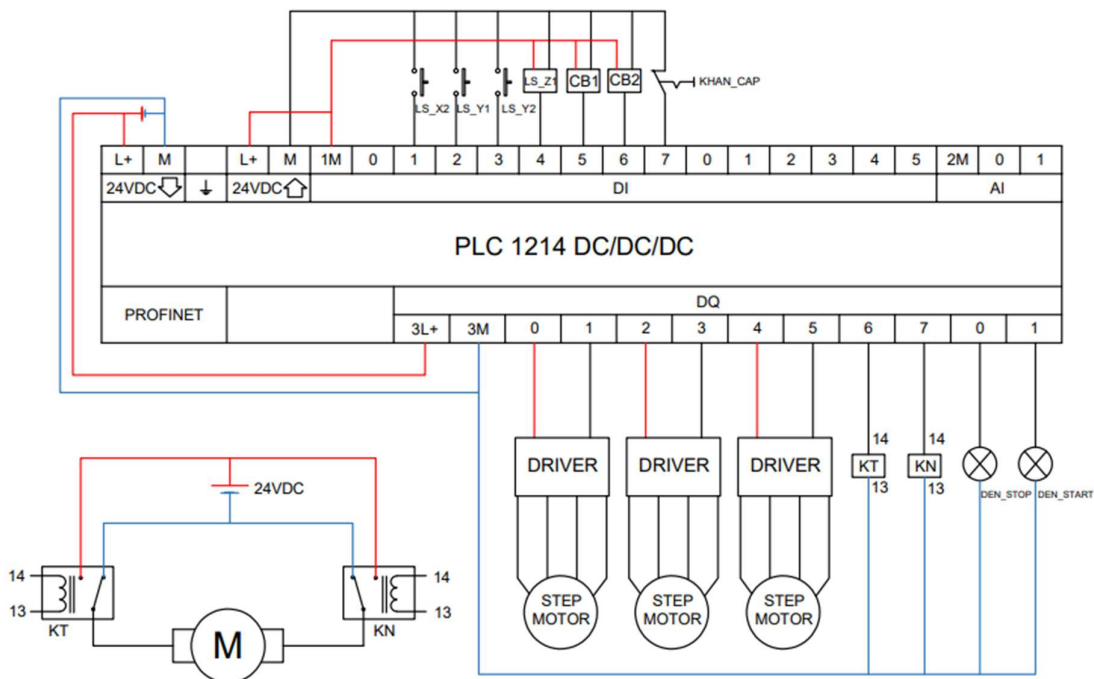 KHAN_CAP
LS_X2
LS_Y1
LS_Y2
LS_Z1
CB1
CB2
L+ M L+ M 1M 0 1 2 3 4 5 6 7 0 1 2 3 4 5 2M 0 1
24VDC 24VDC DI AI
PLC 1214 DC/DC/DC
PROFINET
DQ
3L+ 3M 0 1 2 3 4 5 6 7 0 1
DRIVER DRIVER DRIVER
14 14
KT KN
13 13
DEN_STOP DEN_START
STEP MOTOR
STEP MOTOR
STEP MOTOR
24VDC
14 14
13 13
KT KN
M